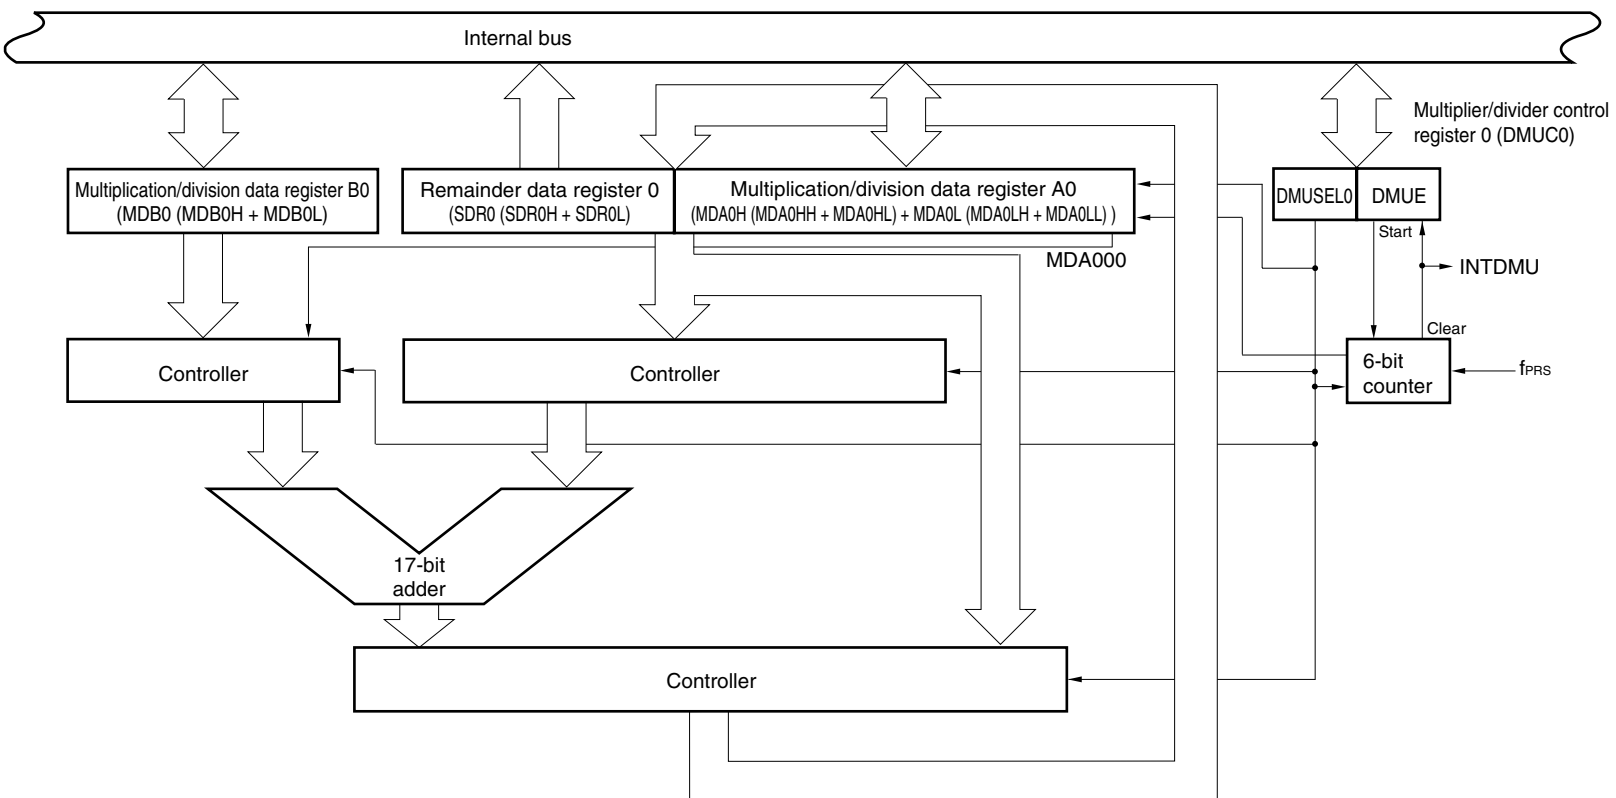 Internal bus
Multiplier/divider control
register 0 (DMUC0)
Multiplication/division data register B0
(MDB0 (MDB0H + MDB0L)
Remainder data register 0
(SDR0 (SDR0H + SDR0L)
Multiplication/division data register A0
(MDA0H (MDA0HH + MDA0HL) + MDA0L (MDA0LH + MDA0LL) )
DMUSEL0
DMUE
Start
MDA000
INTDMU
Clear
Controller
Controller
6-bit
counter
fPRS
17-bit
adder
Controller